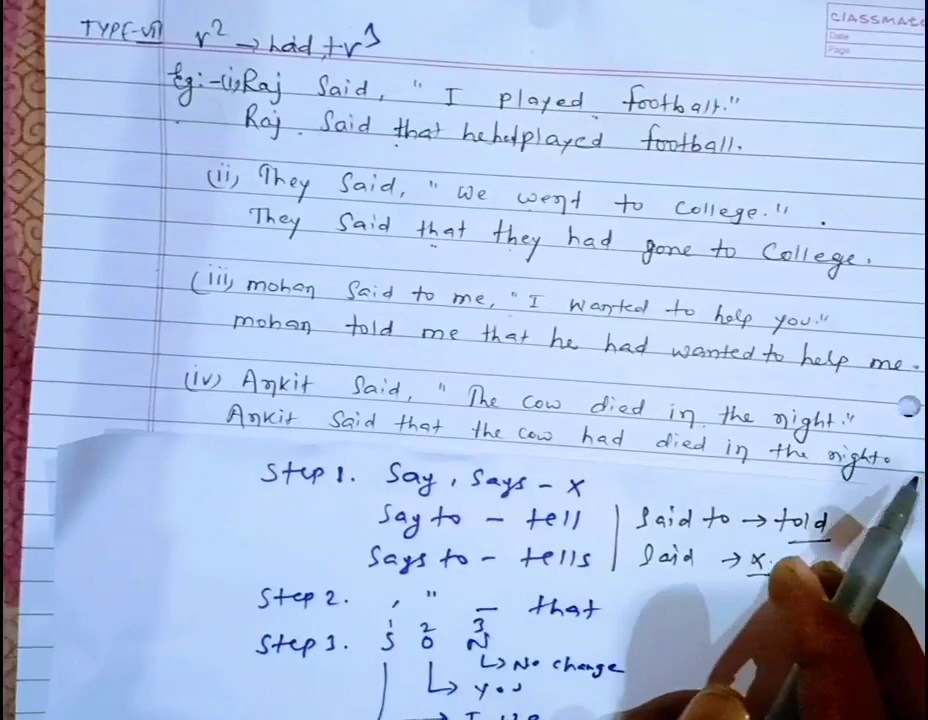 CLASSMATE
Date
Page
TYPE-VII v² → had + v³
Eg:-(i) Raj Said, " I played football."
Raj. Said that he had played football.
(ii) They Said, " we went to College."
They Said that they had gone to College.
(iii) mohan Said to me, "I wanted to help you."
mohan told me that he had wanted to help me.
(iv) Ankit Said, " The cow died in the night."
Ankit Said that the cow had died in the night.
Step 1. Say, Says - x
Say to - tell | Said to → told
Says to - tells | Said → x.
Step 2. , " — that
1 2 3
Step 3. S O N
↳ No change
↳ you